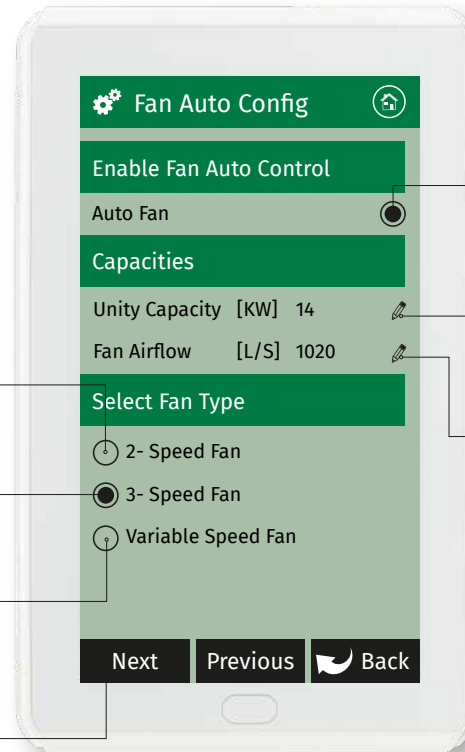 Fan Auto Config
Enable Fan Auto Control
Auto Fan
Capacities
Unity Capacity [KW] 14
Fan Airflow [L/S] 1020
Select Fan Type
2- Speed Fan
3- Speed Fan
Variable Speed Fan
Next Previous Back